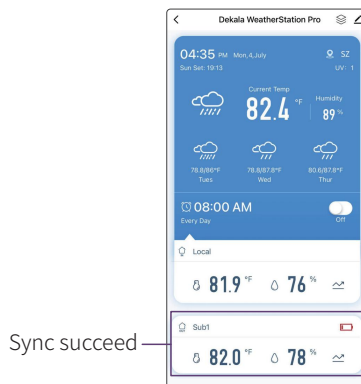 Dekala WeatherStation Pro
04:35 PM Mon,4,July
SZ
Sun Set: 19:13
UV: 1
Current Temp
82.4 °F
Humidity
89 %
78.8/86°F
78.8/87.8°F
80.6/87.8°F
Tues
Wed
Thur
08:00 AM
Every Day
Off
Local
81.9 °F 76 %
Sync succeed
Sub1
82.0 °F 78 %